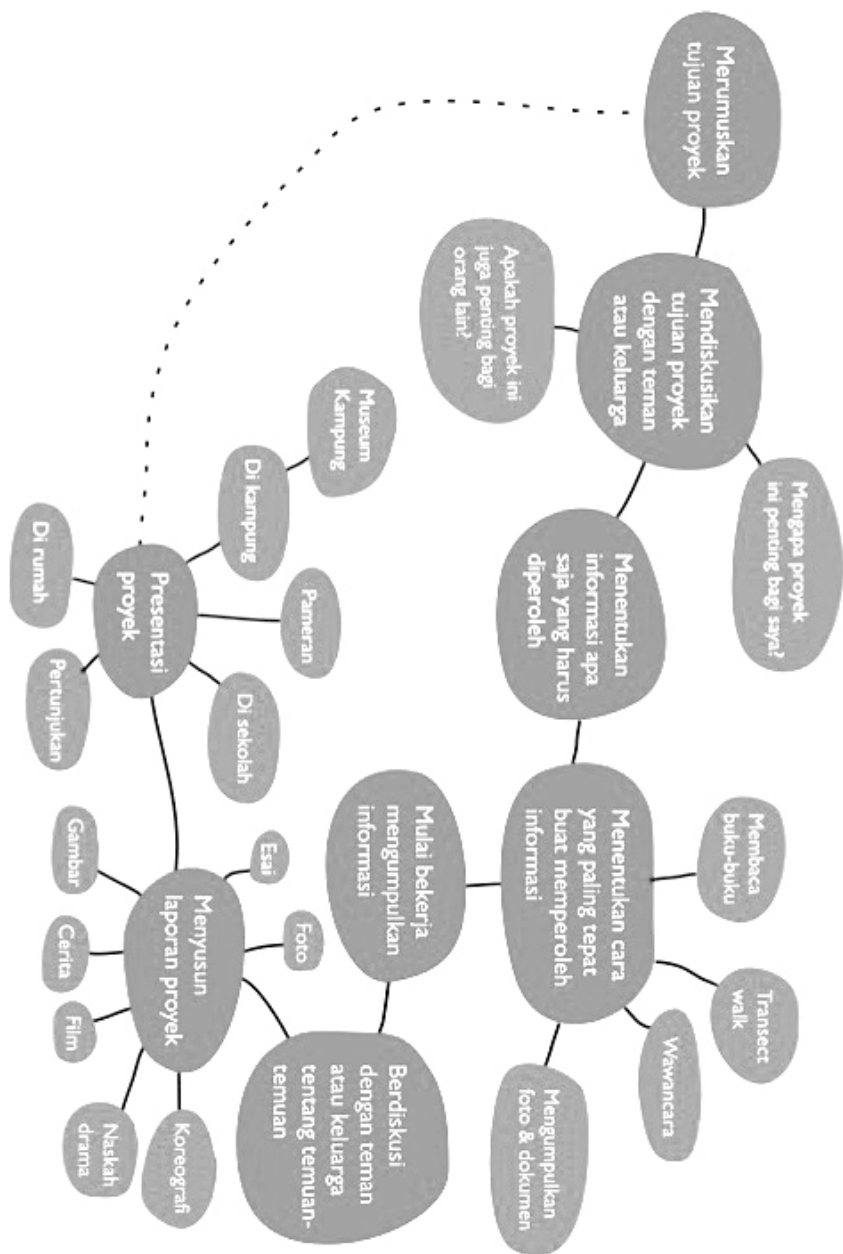 Merumuskan
tujuan proyek
Mendiskusikan
tujuan proyek
dengan teman
atau keluarga
Apakah proyek ini
juga penting bagi
orang lain?
Mengapa proyek
ini penting bagi saya?
Menentukan
informasi apa
saja yang harus
diperoleh
Menentukan cara
yang paling tepat
buat memperoleh
informasi
Membaca
buku-buku
Transect
walk
Wawancara
Mengumpulkan
foto & dokumen
Mulai bekerja
mengumpulkan
informasi
Berdiskusi
dengan teman
atau keluarga
tentang temuan-
temuan
Menyusun
laporan proyek
Esai
Foto
Gambar
Cerita
Film
Naskah
drama
Koreografi
Presentasi
proyek
Museum
Kampung
Di kampung
Pameran
Di sekolah
Di rumah
Pertunjukan